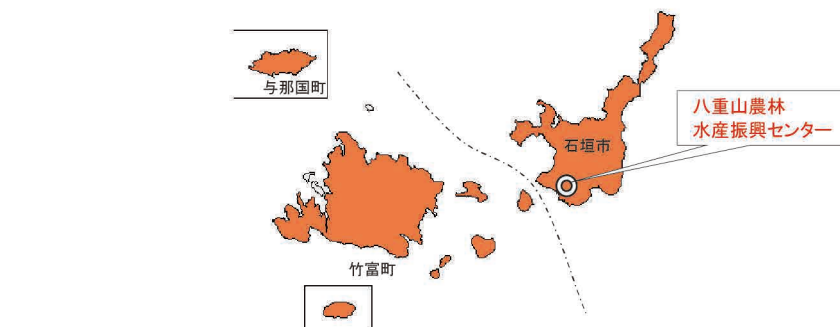 与那国町
八重山農林
水産振興センター
石垣市
竹富町